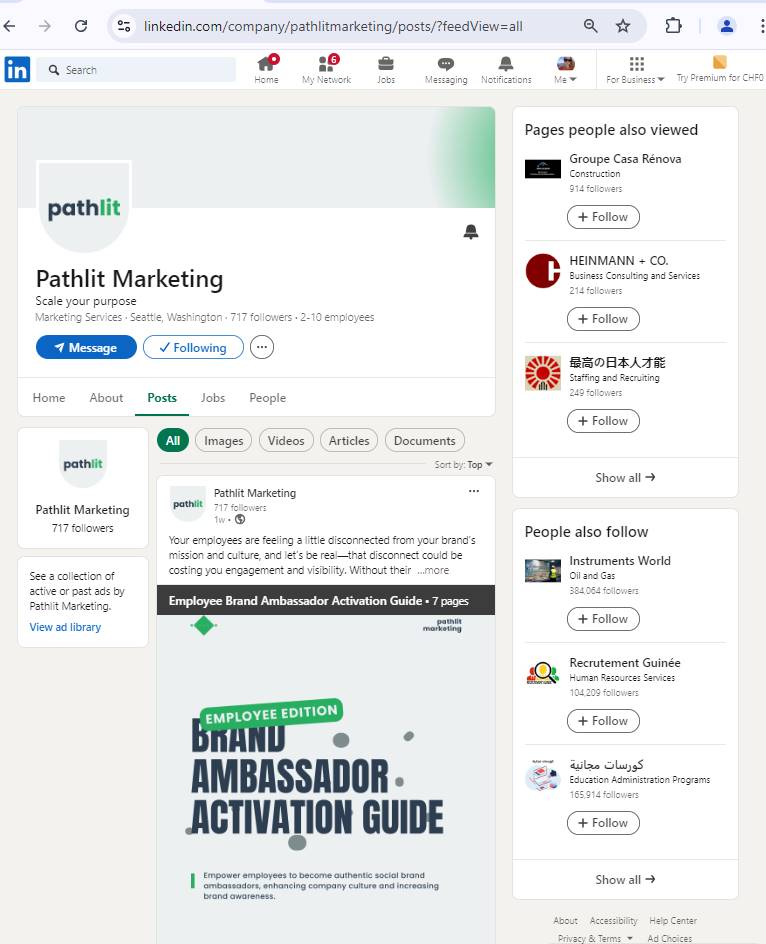 linkedin.com/company/pathlitmarketing/posts/?feedView=all
in
Search
Home
6
My Network
Jobs
Messaging
Notifications
Me
For Business
Try Premium for CHF0
pathlit
Pathlit Marketing
Scale your purpose
Marketing Services · Seattle, Washington · 717 followers · 2-10 employees
Message
Following
Home
About
Posts
Jobs
People
pathlit
Pathlit Marketing
717 followers
See a collection of
active or past ads by
Pathlit Marketing.
View ad library
All
Images
Videos
Articles
Documents
Sort by: Top
pathlit
Pathlit Marketing
717 followers
1w •
Your employees are feeling a little disconnected from your brand's
mission and culture, and let's be real—that disconnect could be
costing you engagement and visibility. Without their ...more
Employee Brand Ambassador Activation Guide • 7 pages
pathlit
marketing
EMPLOYEE EDITION
BRAND
AMBASSADOR
ACTIVATION GUIDE
Empower employees to become authentic social brand
ambassadors, enhancing company culture and increasing
brand awareness.
Pages people also viewed
Groupe Casa Rénova
Construction
914 followers
+ Follow
HEINMANN + CO.
Business Consulting and Services
214 followers
+ Follow
最高の日本人才能
Staffing and Recruiting
249 followers
+ Follow
Show all →
People also follow
Instruments World
Oil and Gas
384,064 followers
+ Follow
Recrutement Guinée
Human Resources Services
104,209 followers
+ Follow
كورسات مجانية
Education Administration Programs
165,914 followers
+ Follow
Show all →
About Accessibility Help Center
Privacy & Terms Ad Choices